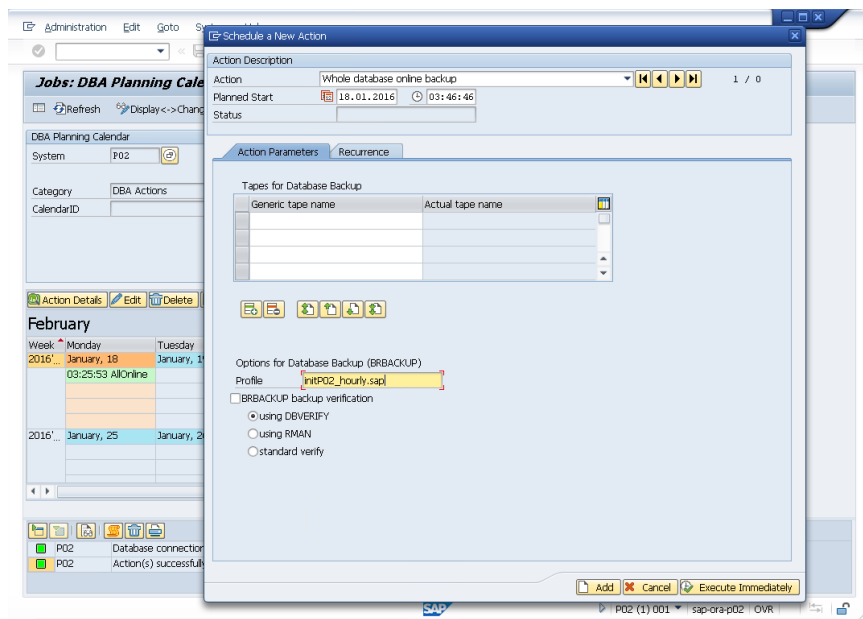 Administration Edit Goto
Schedule a New Action
Action Description
Jobs: DBA Planning Cale
Action Whole database online backup 1 / 0
Planned Start 18.01.2016 03:46:46
Status
Refresh Display<->Chang
DBA Planning Calendar
System P02
Action Parameters Recurrence
Category DBA Actions
CalendarID
Tapes for Database Backup
Generic tape name Actual tape name
Action Details Edit Delete
February
Week Monday Tuesday
2016'... January, 18 January, 1
03:25:53 AllOnline
2016'... January, 25 January, 2
Options for Database Backup (BRBACKUP)
Profile initP02_hourly.sap
BRBACKUP backup verification
using DBVERIFY
using RMAN
standard verify
P02 Database connection
P02 Action(s) successfully
Add Cancel Execute Immediately
SAP P02 (1) 001 sap-ora-p02 OVR